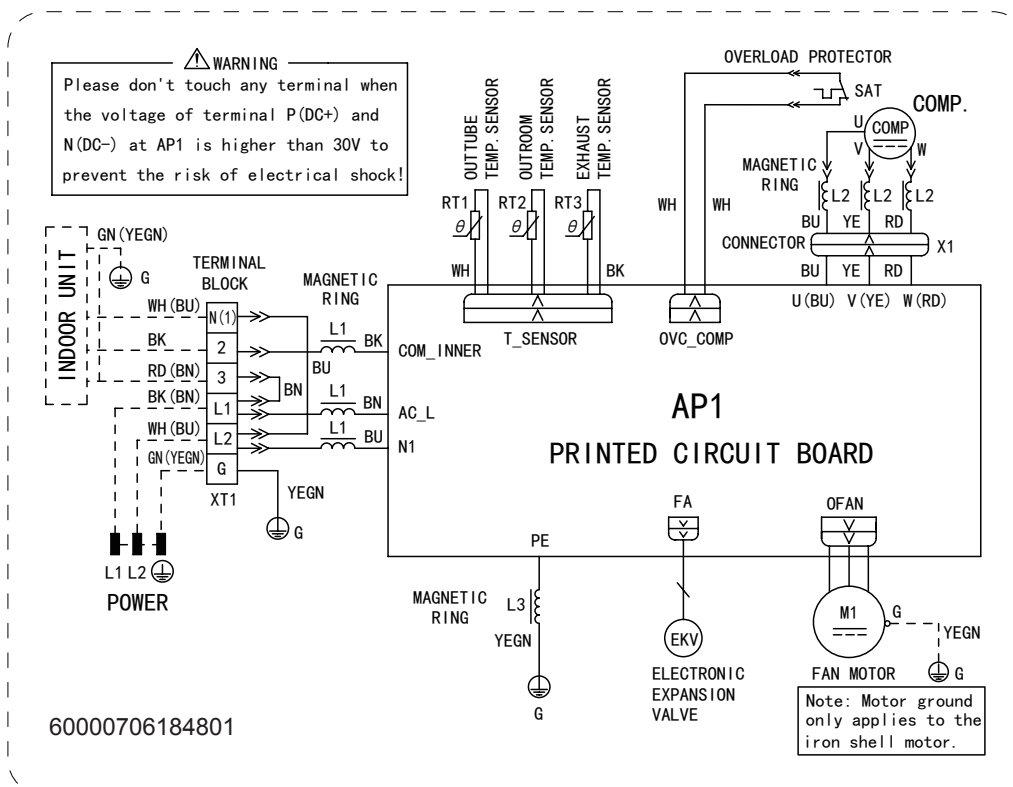 WARNING
Please don't touch any terminal when
the voltage of terminal P(DC+) and
N(DC-) at AP1 is higher than 30V to
prevent the risk of electrical shock!
OUTTUBE
TEMP. SENSOR
OUTROOM
TEMP. SENSOR
EXHAUST
TEMP. SENSOR
RT1
RT2
RT3
θ
θ
θ
WH
BK
T_SENSOR
OVERLOAD PROTECTOR
SAT
WH
WH
OVC_COMP
COMP.
U
COMP
V
W
MAGNETIC
RING
L2
L2
L2
BU
YE
RD
CONNECTOR
X1
BU
YE
RD
U(BU)
V(YE)
W(RD)
INDOOR UNIT
GN(YEGN)
G
TERMINAL
BLOCK
MAGNETIC
RING
WH(BU)
N(1)
L1
BK
2
BK
COM_INNER
BU
RD(BN)
3
BN
BK(BN)
L1
L1
BN
AC_L
WH(BU)
L2
L1
BU
N1
GN(YEGN)
G
XT1
YEGN
G
L1
L2
POWER
AP1
PRINTED CIRCUIT BOARD
PE
MAGNETIC
RING
L3
YEGN
G
FA
EKV
ELECTRONIC
EXPANSION
VALVE
OFAN
M1
G
YEGN
G
FAN MOTOR
Note: Motor ground
only applies to the
iron shell motor.
60000706184801